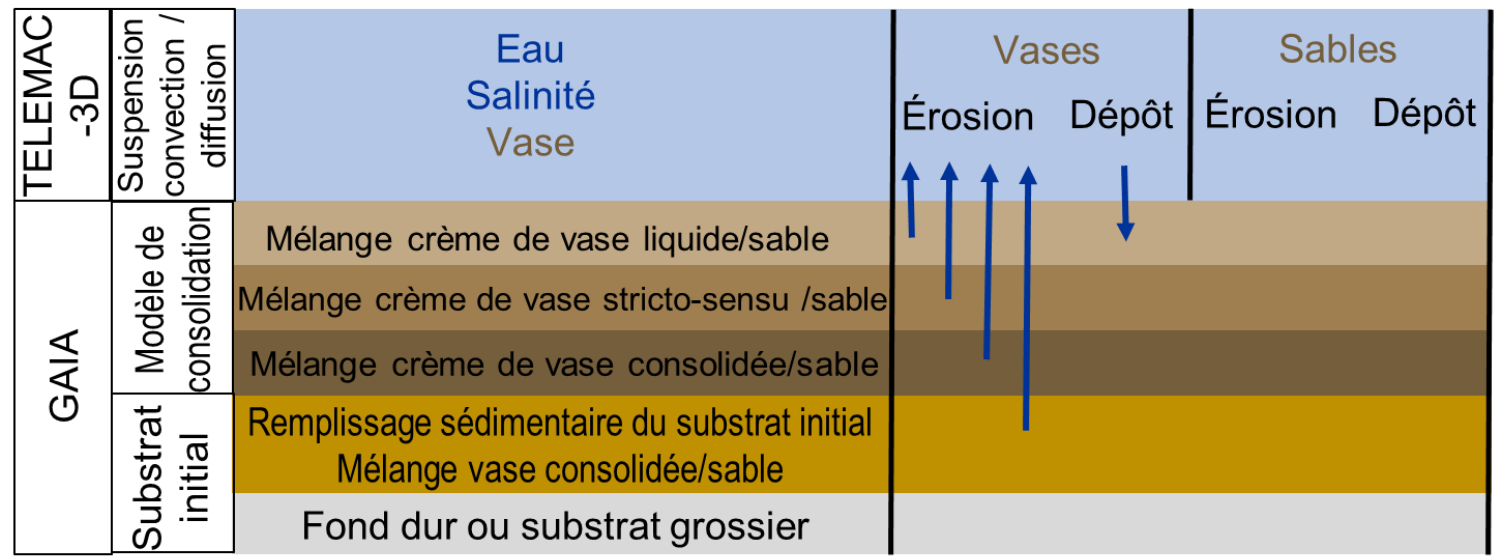 TELEMAC
-3D
Suspension
convection /
diffusion
Eau
Salinité
Vase
Vases
Sables
Érosion Dépôt
Érosion Dépôt
GAIA
Modèle de
consolidation
Mélange crème de vase liquide/sable
Mélange crème de vase stricto-sensu /sable
Mélange crème de vase consolidée/sable
Substrat
initial
Remplissage sédimentaire du substrat initial
Mélange vase consolidée/sable
Fond dur ou substrat grossier